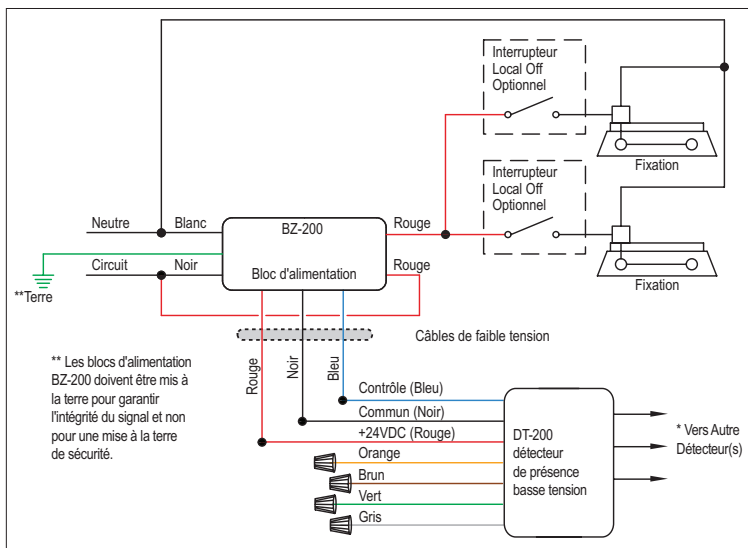 Interrupteur
Local Off
Optionnel
Fixation
Interrupteur
Local Off
Optionnel
Fixation
Neutre
Blanc
BZ-200
Rouge
Circuit
Noir
Bloc d'alimentation
Rouge
**Terre
Câbles de faible tension
** Les blocs d'alimentation
BZ-200 doivent être mis à
la terre pour garantir
l'intégrité du signal et non
pour une mise à la terre
de sécurité.
Rouge
Noir
Bleu
Contrôle (Bleu)
Commun (Noir)
+24VDC (Rouge)
Orange
Brun
Vert
Gris
DT-200
détecteur
de présence
basse tension
* Vers Autre
Détecteur(s)